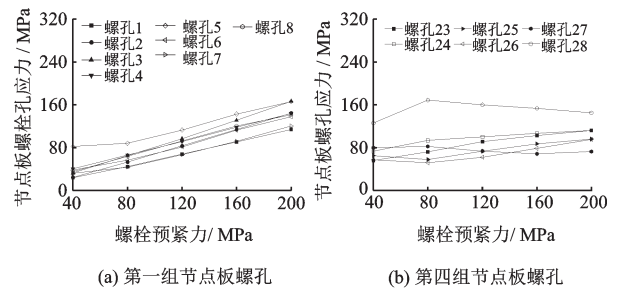 320
240
160
80
0
节点板螺栓孔应力/ MPa
螺孔1
螺孔2
螺孔3
螺孔4
螺孔5
螺孔6
螺孔7
螺孔8
40 80 120 160 200
螺栓预紧力/ MPa
(a) 第一组节点板螺孔
320
240
160
80
0
节点板螺孔应力/ MPa
螺孔23 螺孔25 螺孔27
螺孔24 螺孔26 螺孔28
40 80 120 160 200
螺栓预紧力/ MPa
(b) 第四组节点板螺孔